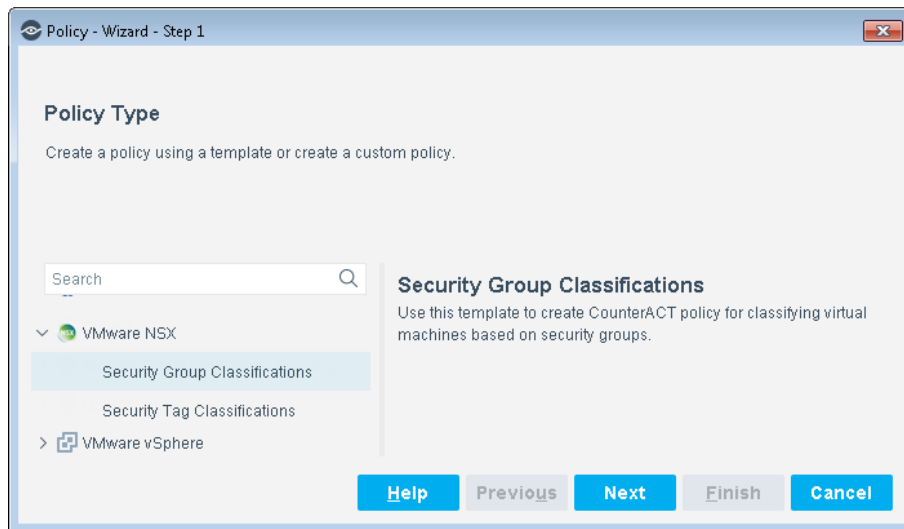 Policy - Wizard - Step 1
Policy Type
Create a policy using a template or create a custom policy.
Search
VMware NSX
Security Group Classifications
Security Tag Classifications
VMware vSphere
Security Group Classifications
Use this template to create CounterACT policy for classifying virtual
machines based on security groups.
Help
Previous
Next
Finish
Cancel